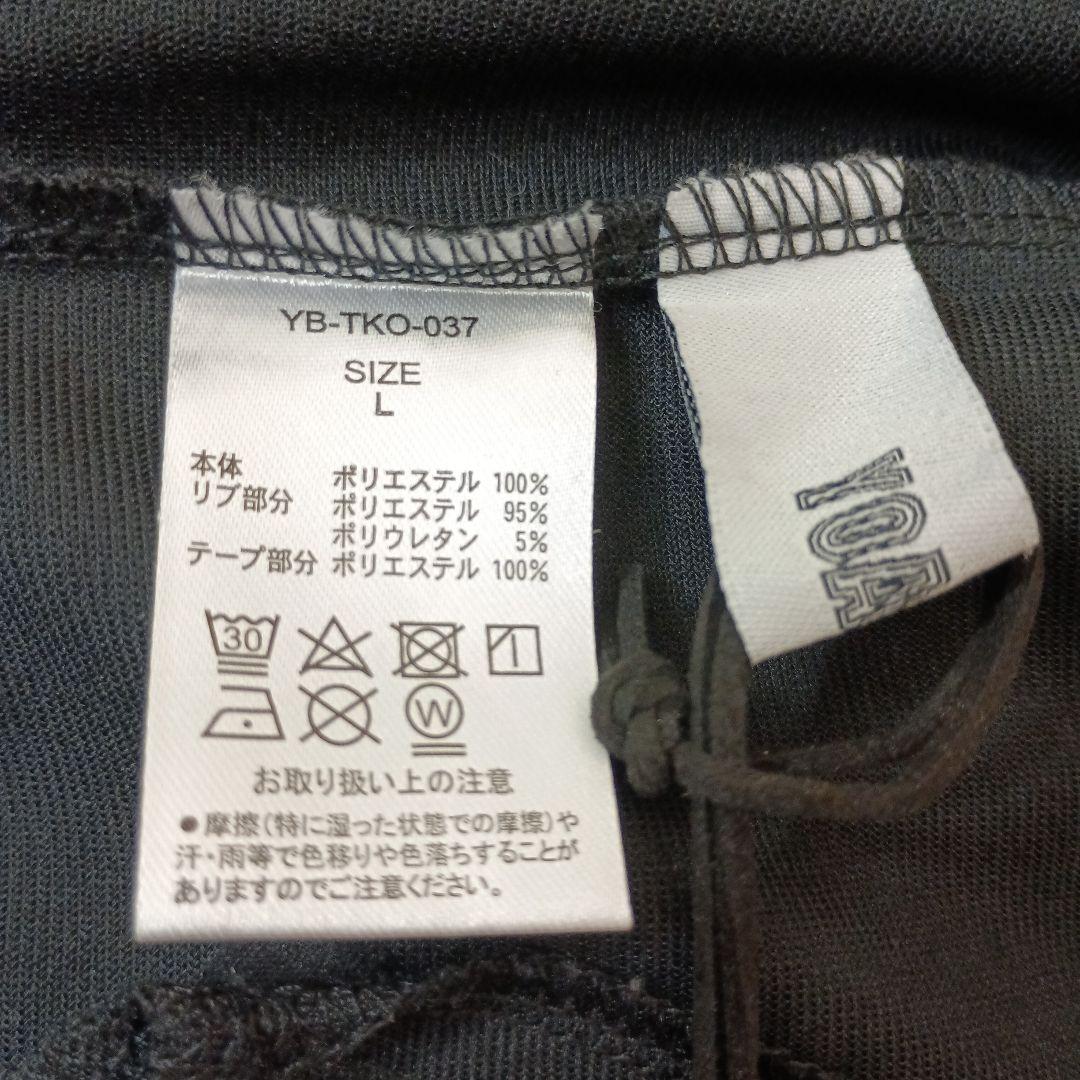 YB-TKO-037
SIZE
L
本体 ポリエステル 100%
リブ部分 ポリエステル 95%
ポリウレタン 5%
テープ部分 ポリエステル 100%
30
W
お取り扱い上の注意
●摩擦(特に湿った状態での摩擦)や
汗・雨等で色移りや色落ちすることが
ありますのでご注意ください。